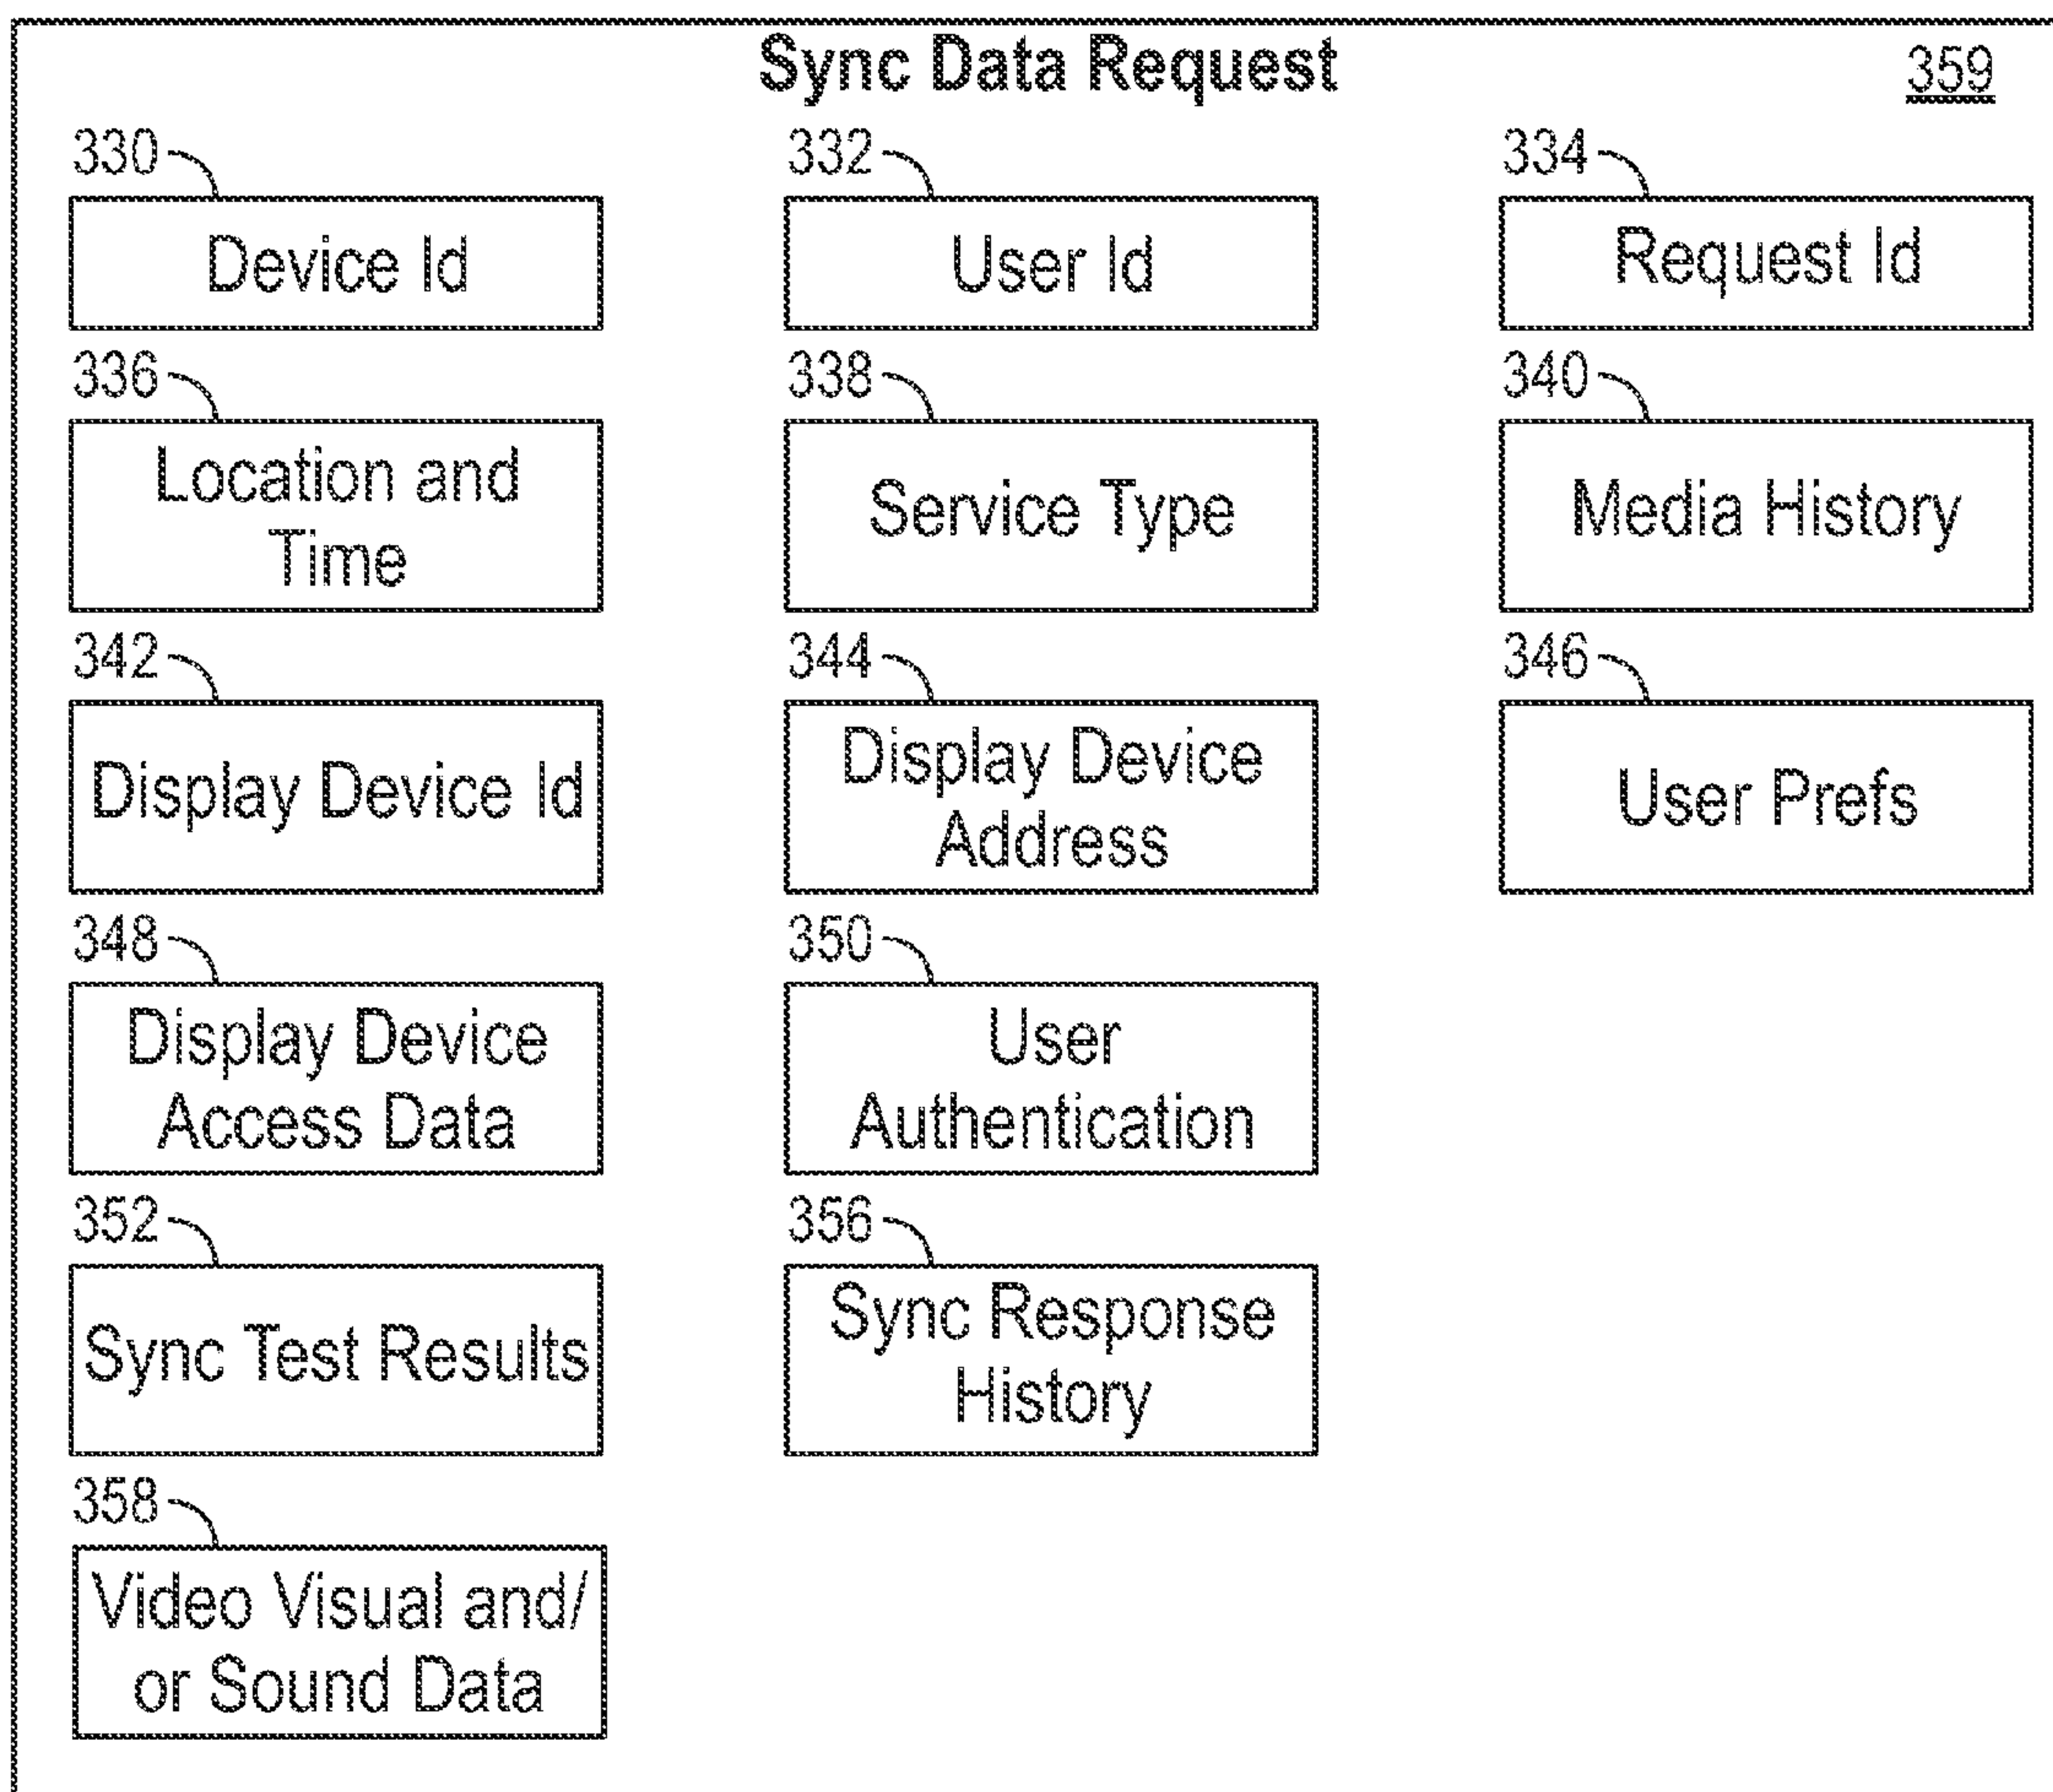 Sync Data Request
359
330
332
334
Device Id
User Id
Request Id
336
338
340
Location and
Time
Service Type
Media History
342
344
346
Display Device Id
Display Device
Address
User Prefs
348
350
Display Device
Access Data
User
Authentication
352
356
Sync Test Results
Sync Response
History
358
Video Visual and/
or Sound Data